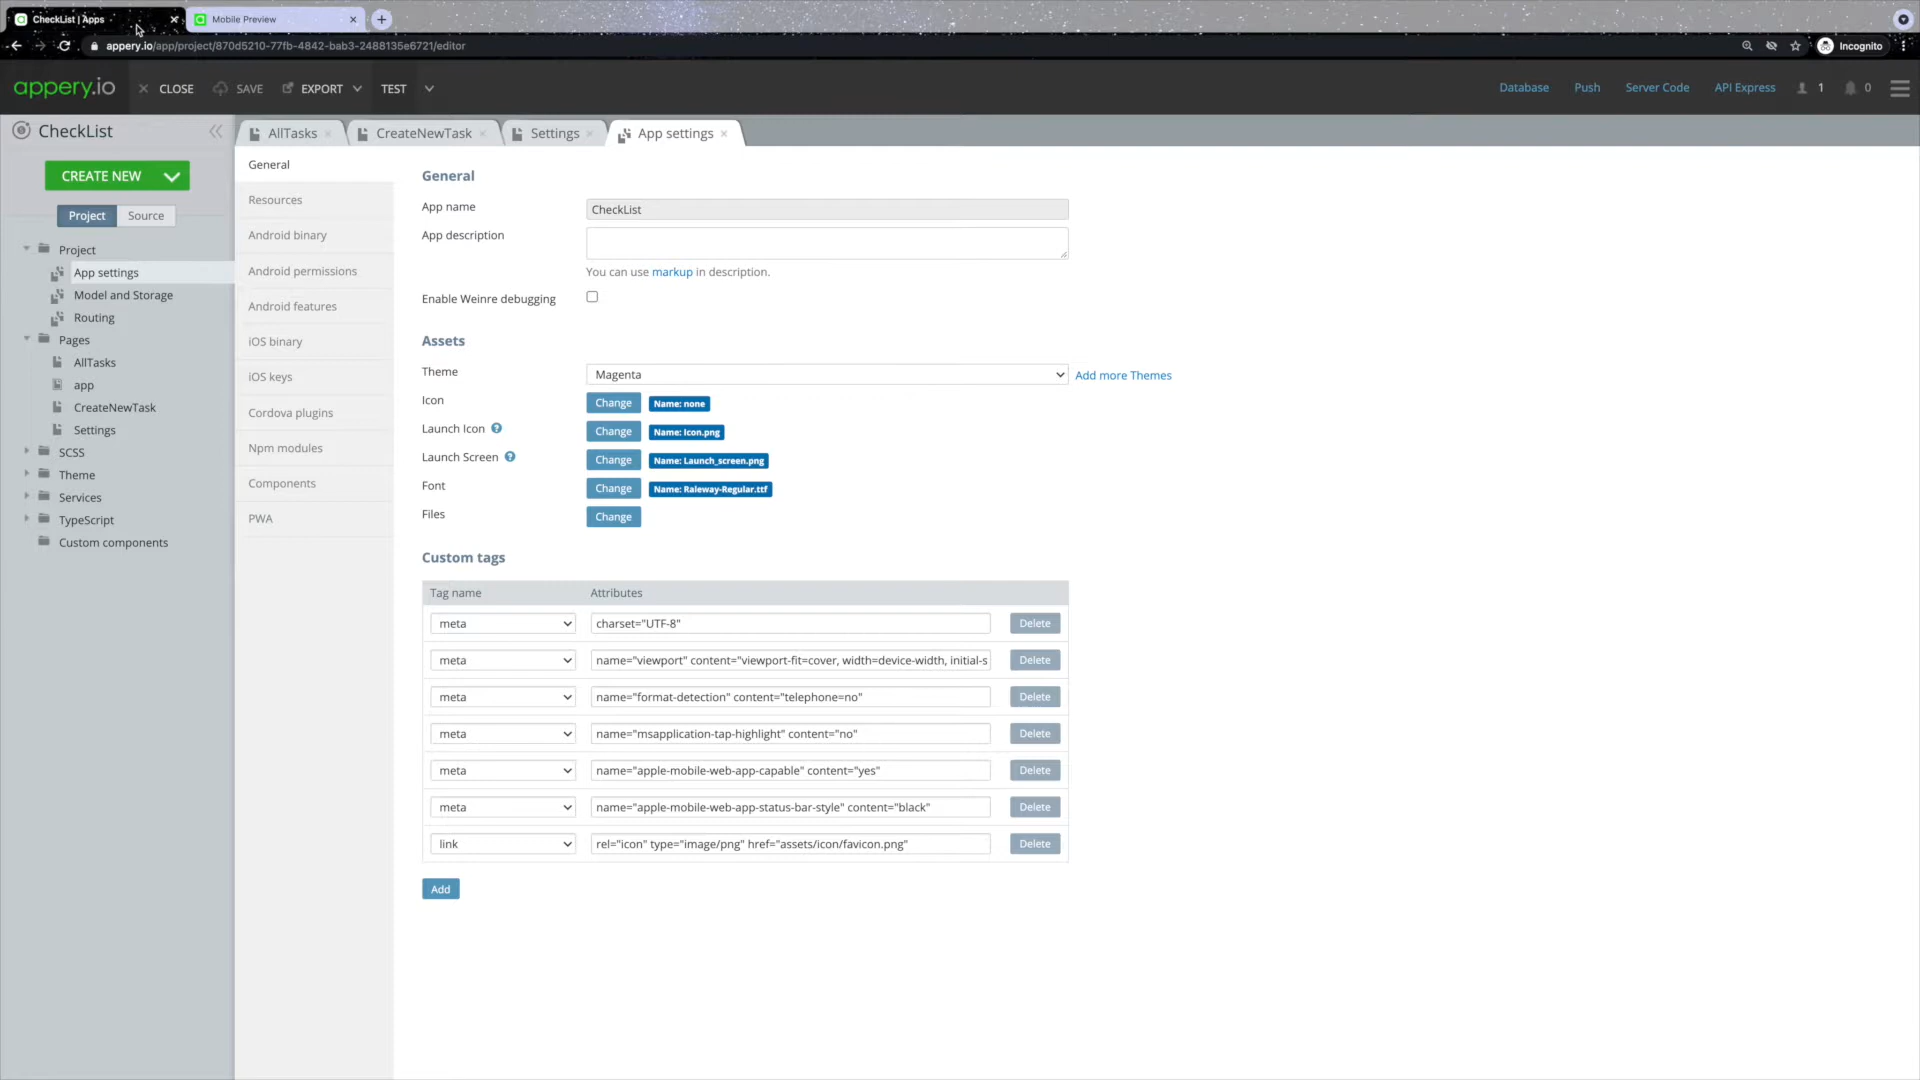 CheckList | Apps
Mobile Preview
appery.io/app/project/870d5210-77fb-4842-bab3-2488135e6721/editor
Incognito
appery.io
CLOSE
SAVE
EXPORT
TEST
Database
Push
Server Code
API Express
1
0
CheckList
AllTasks
CreateNewTask
Settings
App settings
CREATE NEW
Project
Source
Project
App settings
Model and Storage
Routing
Pages
AllTasks
app
CreateNewTask
Settings
SCSS
Theme
Services
TypeScript
Custom components
General
Resources
Android binary
Android permissions
Android features
iOS binary
iOS keys
Cordova plugins
Npm modules
Components
PWA
General
App name
CheckList
App description
You can use markup in description.
Enable Weinre debugging
Assets
Theme
Magenta
Add more Themes
Icon
Change
Name: none
Launch Icon
Change
Name: Icon.png
Launch Screen
Change
Name: Launch_screen.png
Font
Change
Name: Raleway-Regular.ttf
Files
Change
Custom tags
Tag name
Attributes
meta
charset="UTF-8"
Delete
meta
name="viewport" content="viewport-fit=cover, width=device-width, initial-s
Delete
meta
name="format-detection" content="telephone=no"
Delete
meta
name="msapplication-tap-highlight" content="no"
Delete
meta
name="apple-mobile-web-app-capable" content="yes"
Delete
meta
name="apple-mobile-web-app-status-bar-style" content="black"
Delete
link
rel="icon" type="image/png" href="assets/icon/favicon.png"
Delete
Add